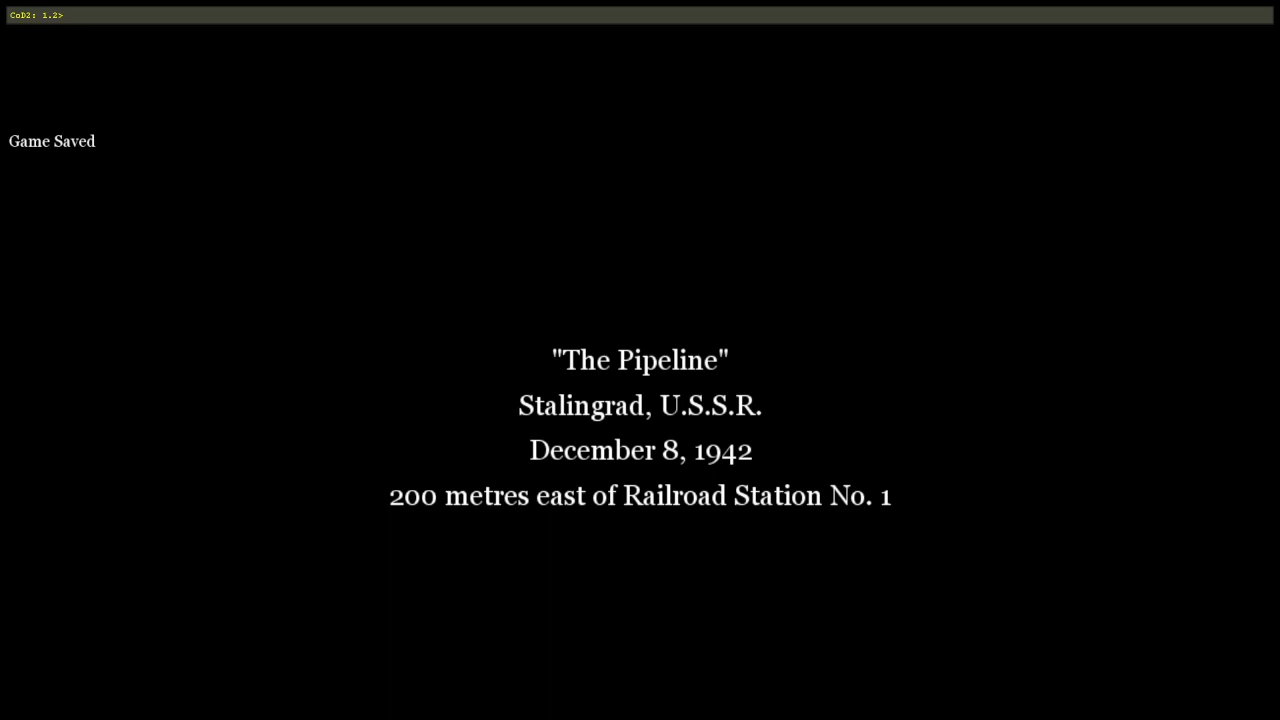 CoD2: 1.2>
Game Saved
"The Pipeline"
Stalingrad, U.S.S.R.
December 8, 1942
200 metres east of Railroad Station No. 1